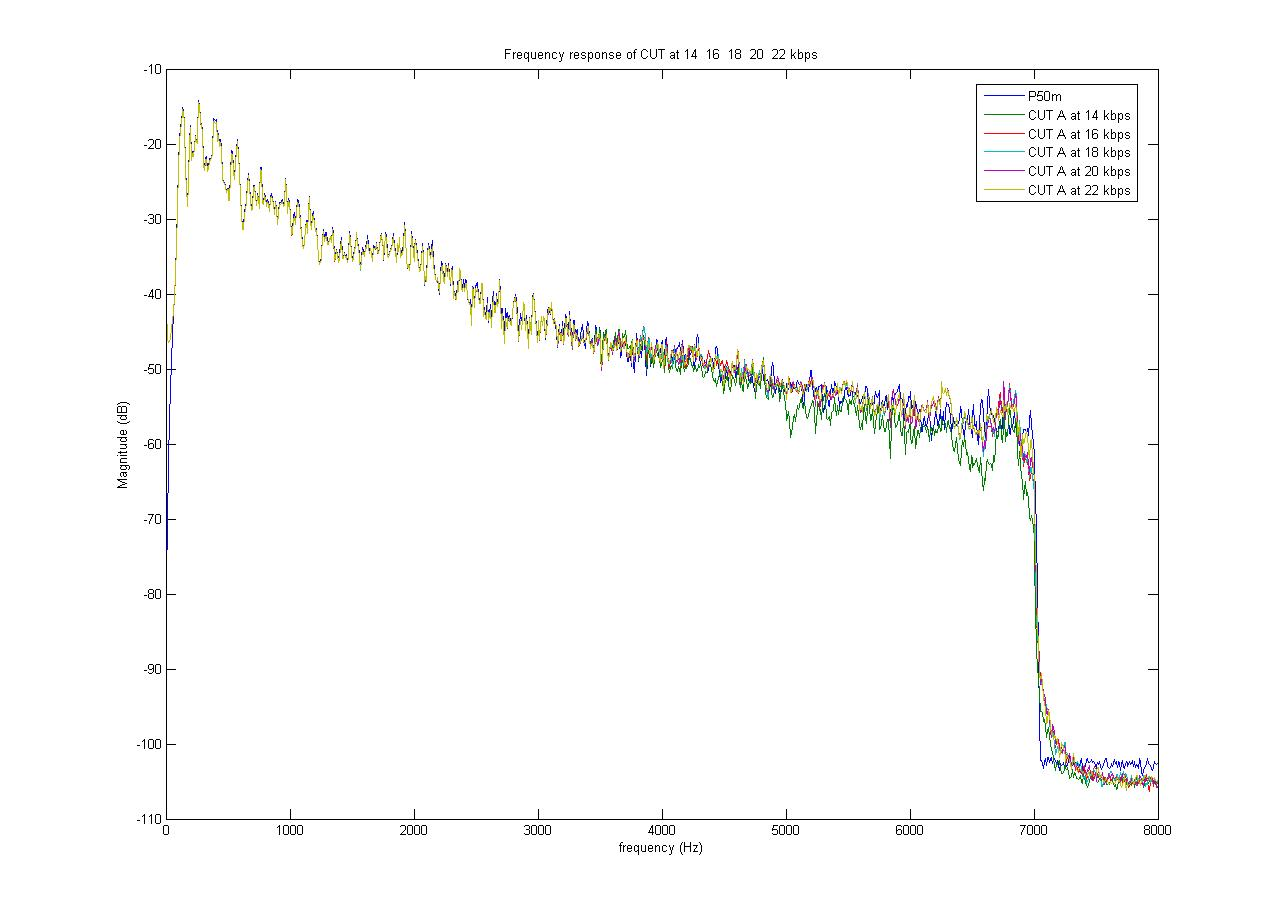 Frequency response of CUT at 14  16  18  20  22 kbps
P50m
CUT A at 14 kbps
CUT A at 16 kbps
CUT A at 18 kbps
CUT A at 20 kbps
CUT A at 22 kbps
Magnitude (dB)
-10
-20
-30
-40
-50
-60
-70
-80
-90
-100
-110
0 1000 2000 3000 4000 5000 6000 7000 8000
frequency (Hz)